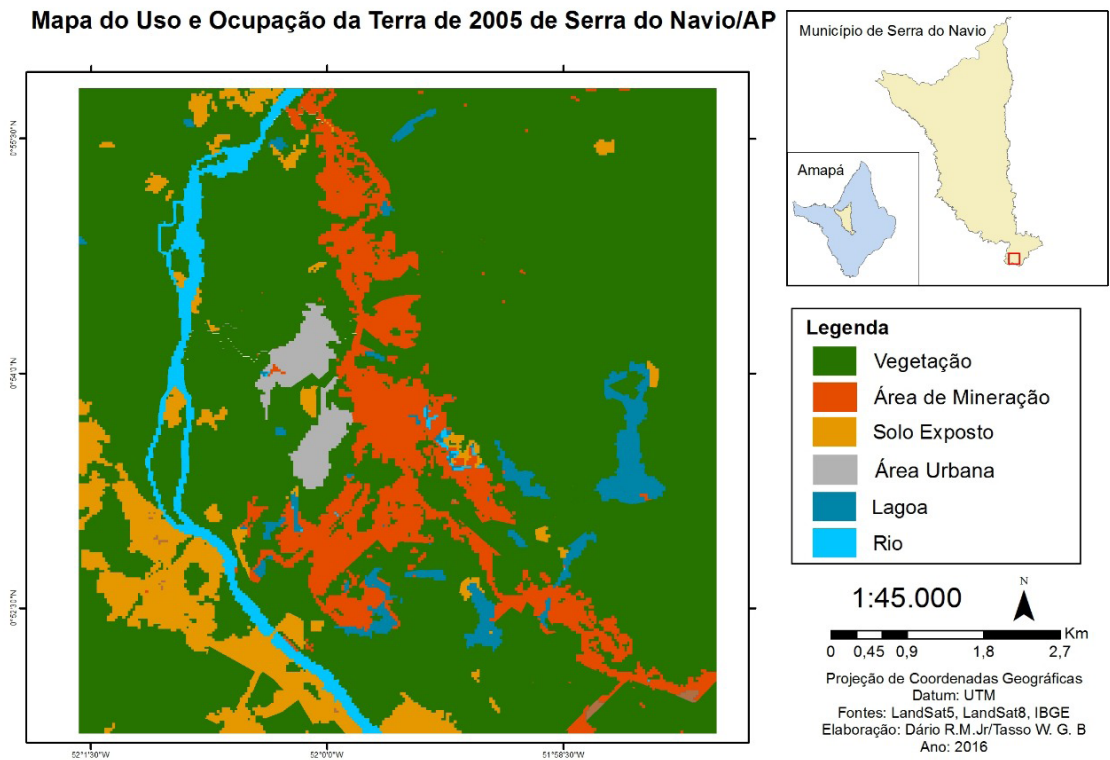 Mapa do Uso e Ocupação da Terra de 2005 de Serra do Navio/AP
Município de Serra do Navio
Amapá
0°55'30"N
0°54'0"N
0°52'30"N
52°1'30"W
52°0'0"W
51°58'30"W
Legenda
Vegetação
Área de Mineração
Solo Exposto
Área Urbana
Lagoa
Rio
1:45.000
N
Km
0 0,45 0,9 1,8 2,7
Projeção de Coordenadas Geográficas
Datum: UTM
Fontes: LandSat5, LandSat8, IBGE
Elaboração: Dário R.M.Jr/Tasso W. G. B
Ano: 2016